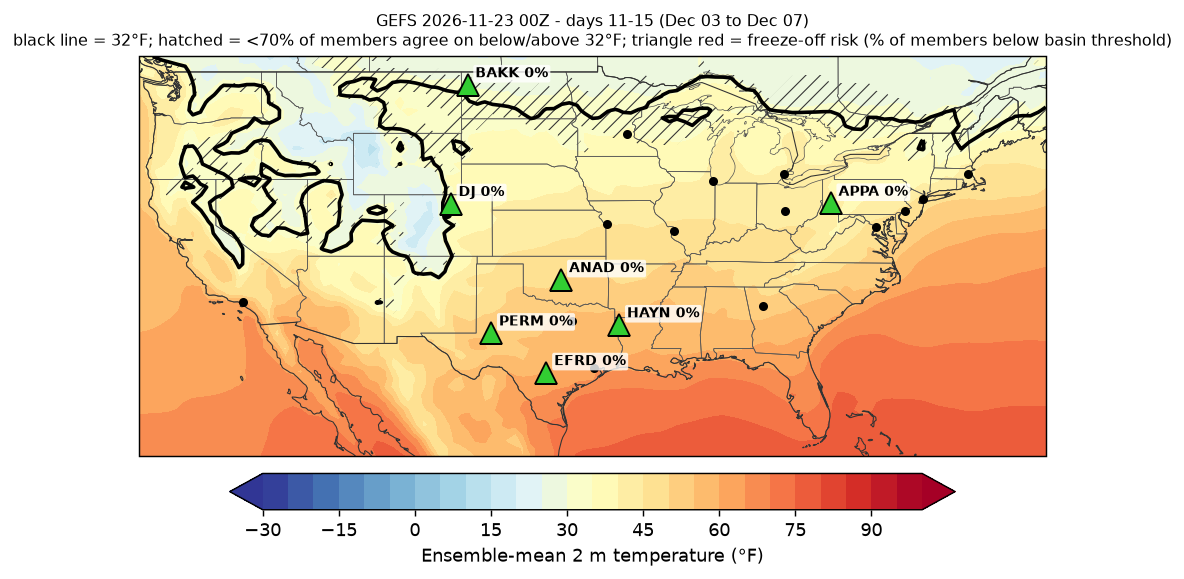 GEFS 2026-11-23 00Z - days 11-15 (Dec 03 to Dec 07)
black line = 32°F; hatched = <70% of members agree on below/above 32°F; triangle red = freeze-off risk (% of members below basin threshold)
BAKK 0%
DJ 0%
APPA 0%
ANAD 0%
HAYN 0%
PERM 0%
EFRD 0%
−30 −15 0 15 30 45 60 75 90
Ensemble-mean 2 m temperature (°F)